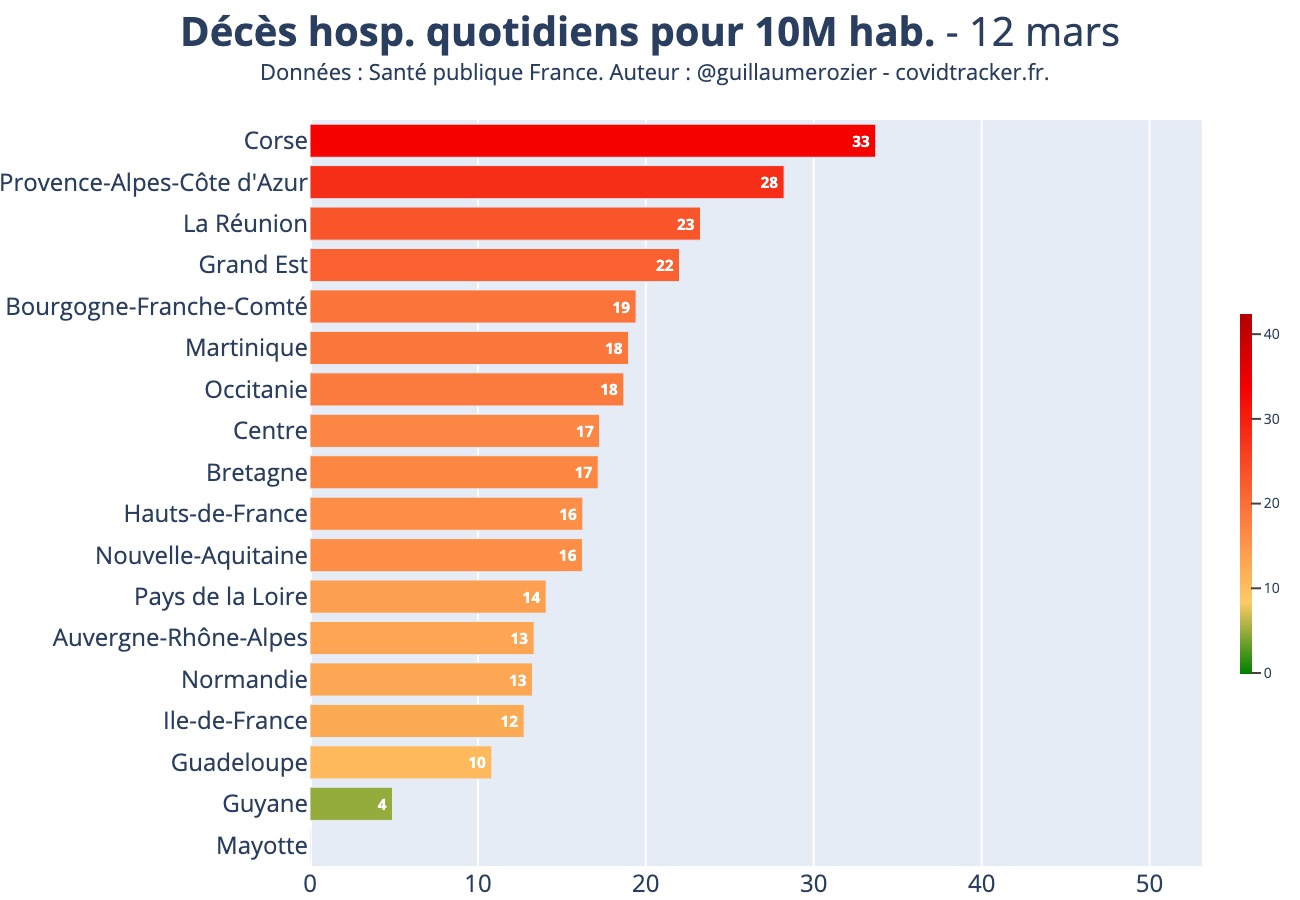 Décès hosp. quotidiens pour 10M hab. - 12 mars
Données : Santé publique France. Auteur : @guillaumerozier - covidtracker.fr.
Corse 33
Provence-Alpes-Côte d'Azur 28
La Réunion 23
Grand Est 22
Bourgogne-Franche-Comté 19
Martinique 18
Occitanie 18
Centre 17
Bretagne 17
Hauts-de-France 16
Nouvelle-Aquitaine 16
Pays de la Loire 14
Auvergne-Rhône-Alpes 13
Normandie 13
Ile-de-France 12
Guadeloupe 10
Guyane 4
Mayotte
0 10 20 30 40 50
40
30
20
10
0